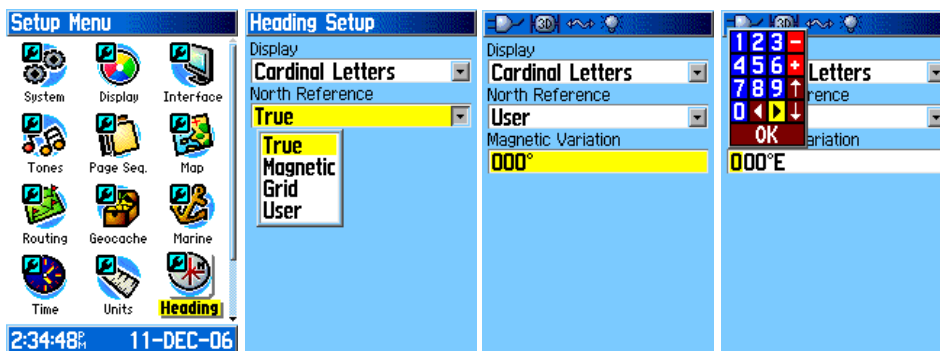 Setup Menu
System Display Interface
Tones Page Seq. Map
Routing Geocache Marine
Time Units Heading
2:34:48PM 11-DEC-06
Heading Setup
Display
Cardinal Letters
North Reference
True
True
Magnetic
Grid
User
3D
Display
Cardinal Letters
North Reference
User
Magnetic Variation
000°
3D
1 2 3 -
4 5 6 + Letters
7 8 9 ↑ rence
0
OK
ariation
000°E